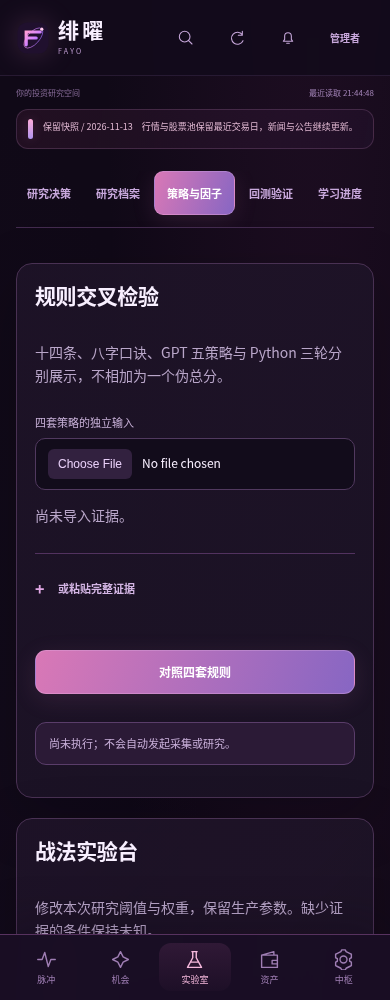 绯曜
FAYO
管理者
你的投资研究空间
最近读取 21:44:48
保留快照 / 2026-11-13 行情与股票池保留最近交易日，新闻与公告继续更新。
研究决策 研究档案 策略与因子 回测验证 学习进度
规则交叉检验
十四条、八字口诀、GPT 五策略与 Python 三轮分
别展示，不相加为一个伪总分。
四套策略的独立输入
Choose File No file chosen
尚未导入证据。
+ 或粘贴完整证据
对照四套规则
尚未执行；不会自动发起采集或研究。
战法实验台
修改本次研究阈值与权重，保留生产参数。缺少证
据的条件保持未知。
脉冲 机会 实验室 资产 中枢